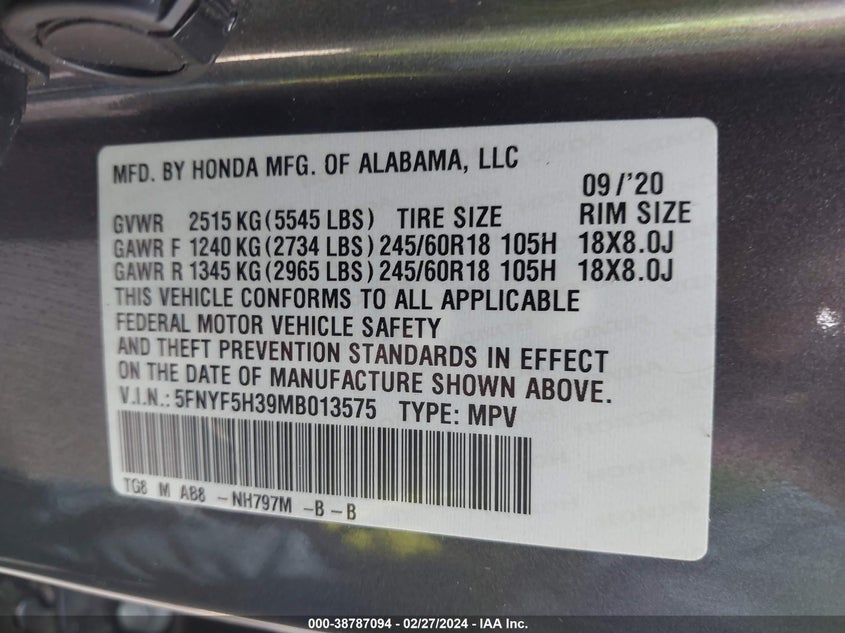 MFD. BY HONDA MFG. OF ALABAMA, LLC
09/'20
GVWR 2515 KG (5545 LBS) TIRE SIZE RIM SIZE
GAWR F 1240 KG (2734 LBS) 245/60R18 105H 18X8.0J
GAWR R 1345 KG (2965 LBS) 245/60R18 105H 18X8.0J
THIS VEHICLE CONFORMS TO ALL APPLICABLE
FEDERAL MOTOR VEHICLE SAFETY
AND THEFT PREVENTION STANDARDS IN EFFECT
ON THE DATE OF MANUFACTURE SHOWN ABOVE.
V.I.N.: 5FNYF5H39MB013575 TYPE: MPV
TG8 M AB8 -NH797M -B-B
000-38787094 - 02/27/2024 - IAA Inc.